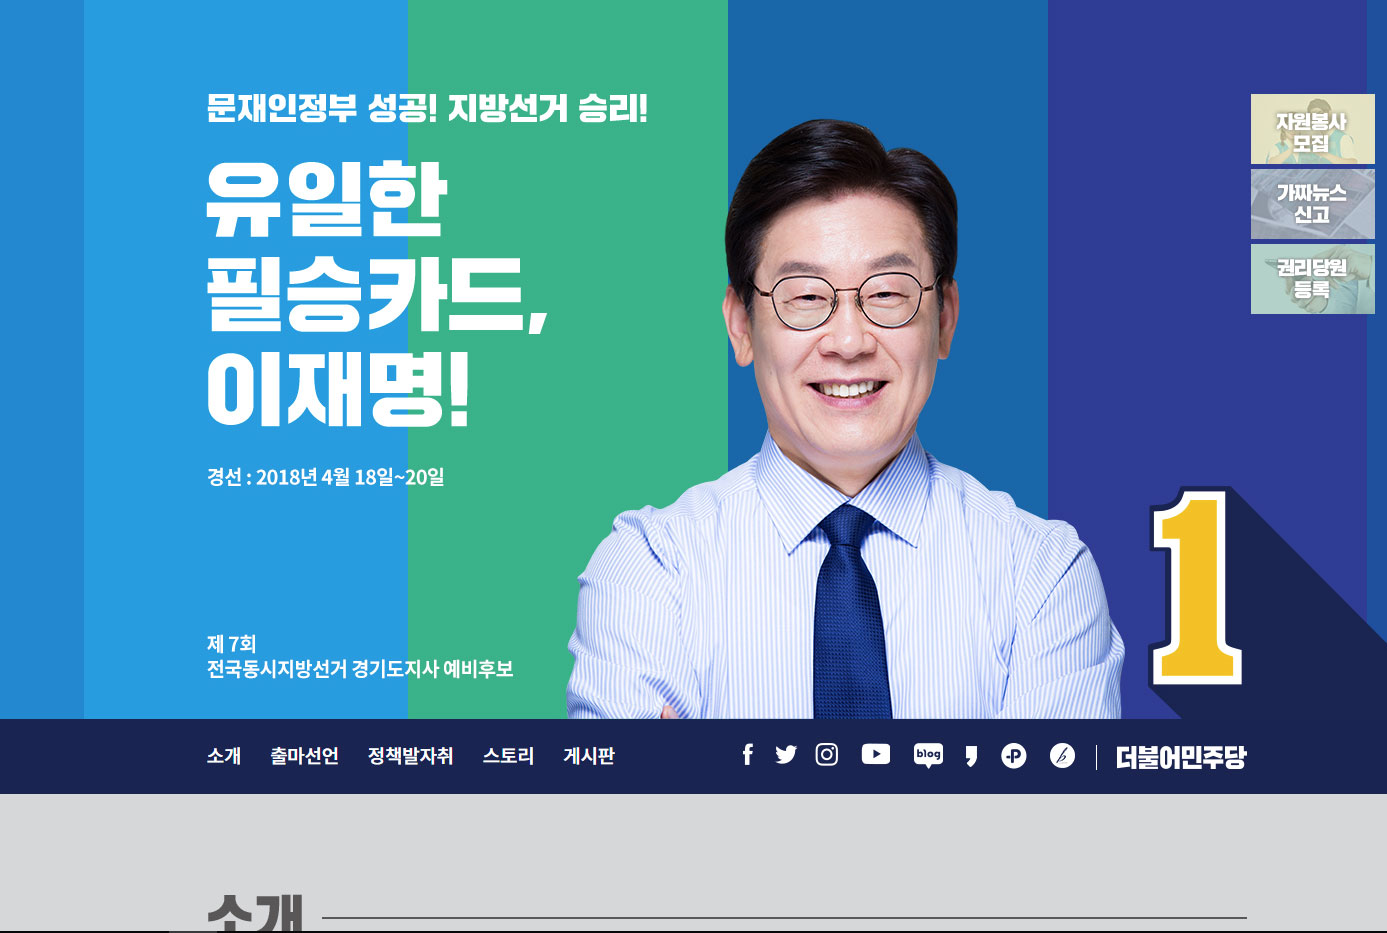 문재인정부 성공! 지방선거 승리!
유일한
필승카드,
이재명!
경선 : 2018년 4월 18일~20일
제 7회
전국동시지방선거 경기도지사 예비후보
자원봉사
모집
가짜뉴스
신고
권리당원
등록
1
소개 출마선언 정책발자취 스토리 게시판 blog 더불어민주당
소개